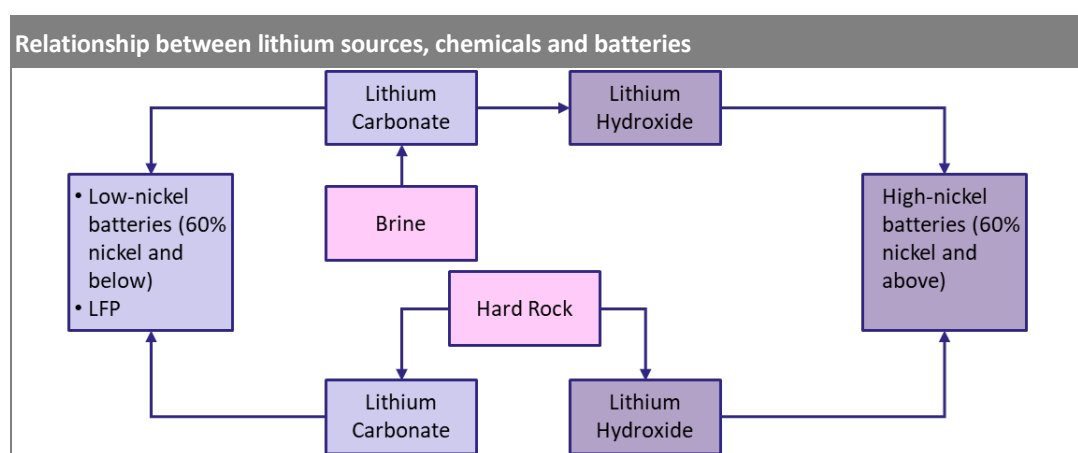 Relationship between lithium sources, chemicals and batteries
Lithium
Carbonate
Lithium
Hydroxide
• Low-nickel
batteries (60%
nickel and
below)
• LFP
Brine
High-nickel
batteries (60%
nickel and
above)
Hard Rock
Lithium
Carbonate
Lithium
Hydroxide